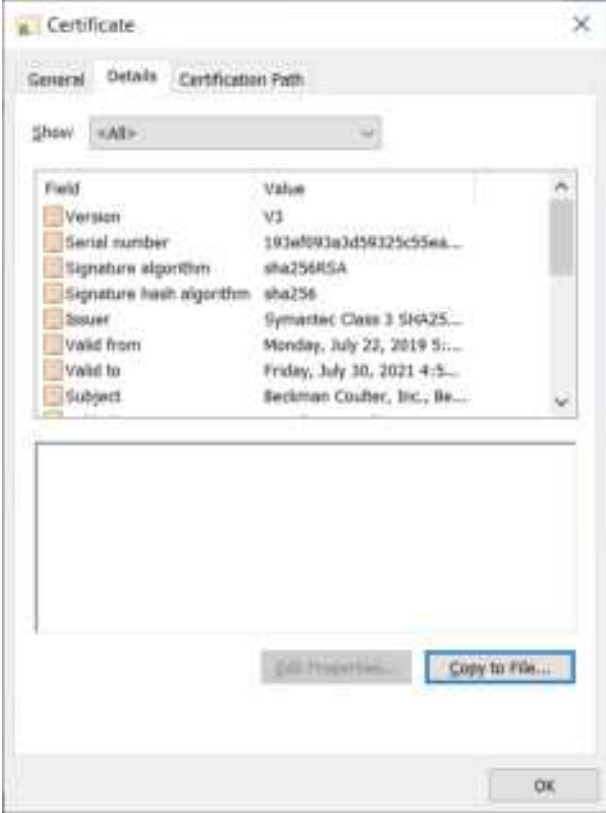 Certificate
General Details Certification Path
Show <All>
Field Value
Version V3
Serial number 193ef093a3d59325c55ea...
Signature algorithm sha256RSA
Signature hash algorithm sha256
Issuer Symantec Class 3 SHA25...
Valid from Monday, July 22, 2019 5:...
Valid to Friday, July 30, 2021 4:5...
Subject Beckman Coulter, Inc., Be...
Edit Properties... Copy to File...
OK